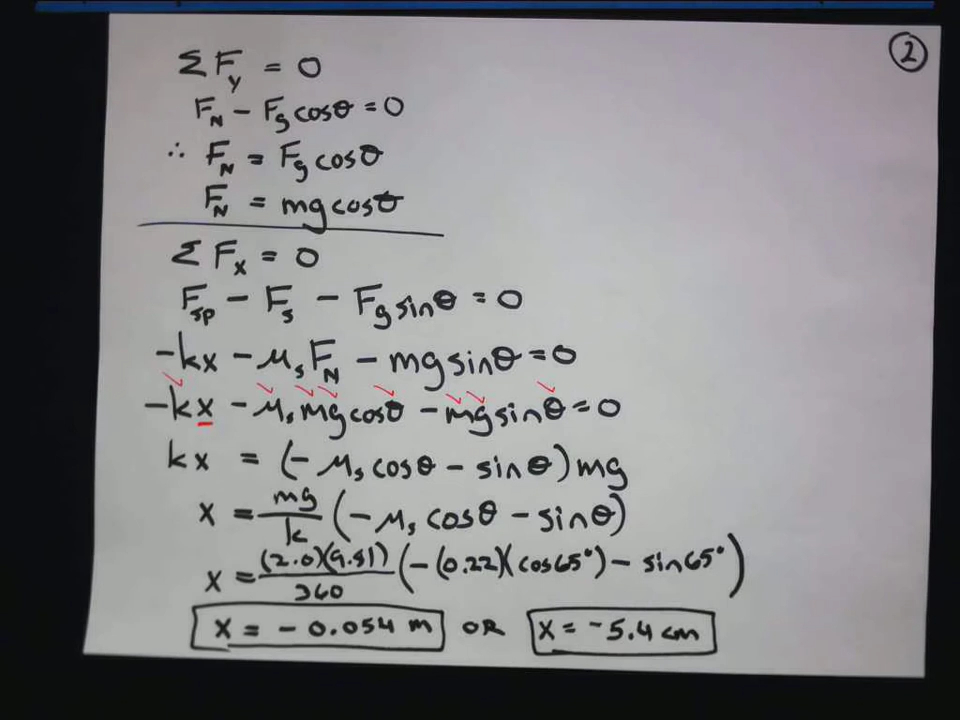 ②
ΣFy = 0
FN - Fg cosθ = 0
∴ FN = Fg cosθ
FN = mg cosθ
ΣFx = 0
Fsp - Fs - Fg sinθ = 0
-kx - μsFN - mg sinθ = 0
-kx - μs mg cosθ - mg sinθ = 0
kx = (-μs cosθ - sinθ)mg
x = mg/k (-μs cosθ - sinθ)
x = (2.0)(9.81)/360 (-(0.22)(cos65°) - sin65°)
x = -0.054 m OR x = -5.4 cm